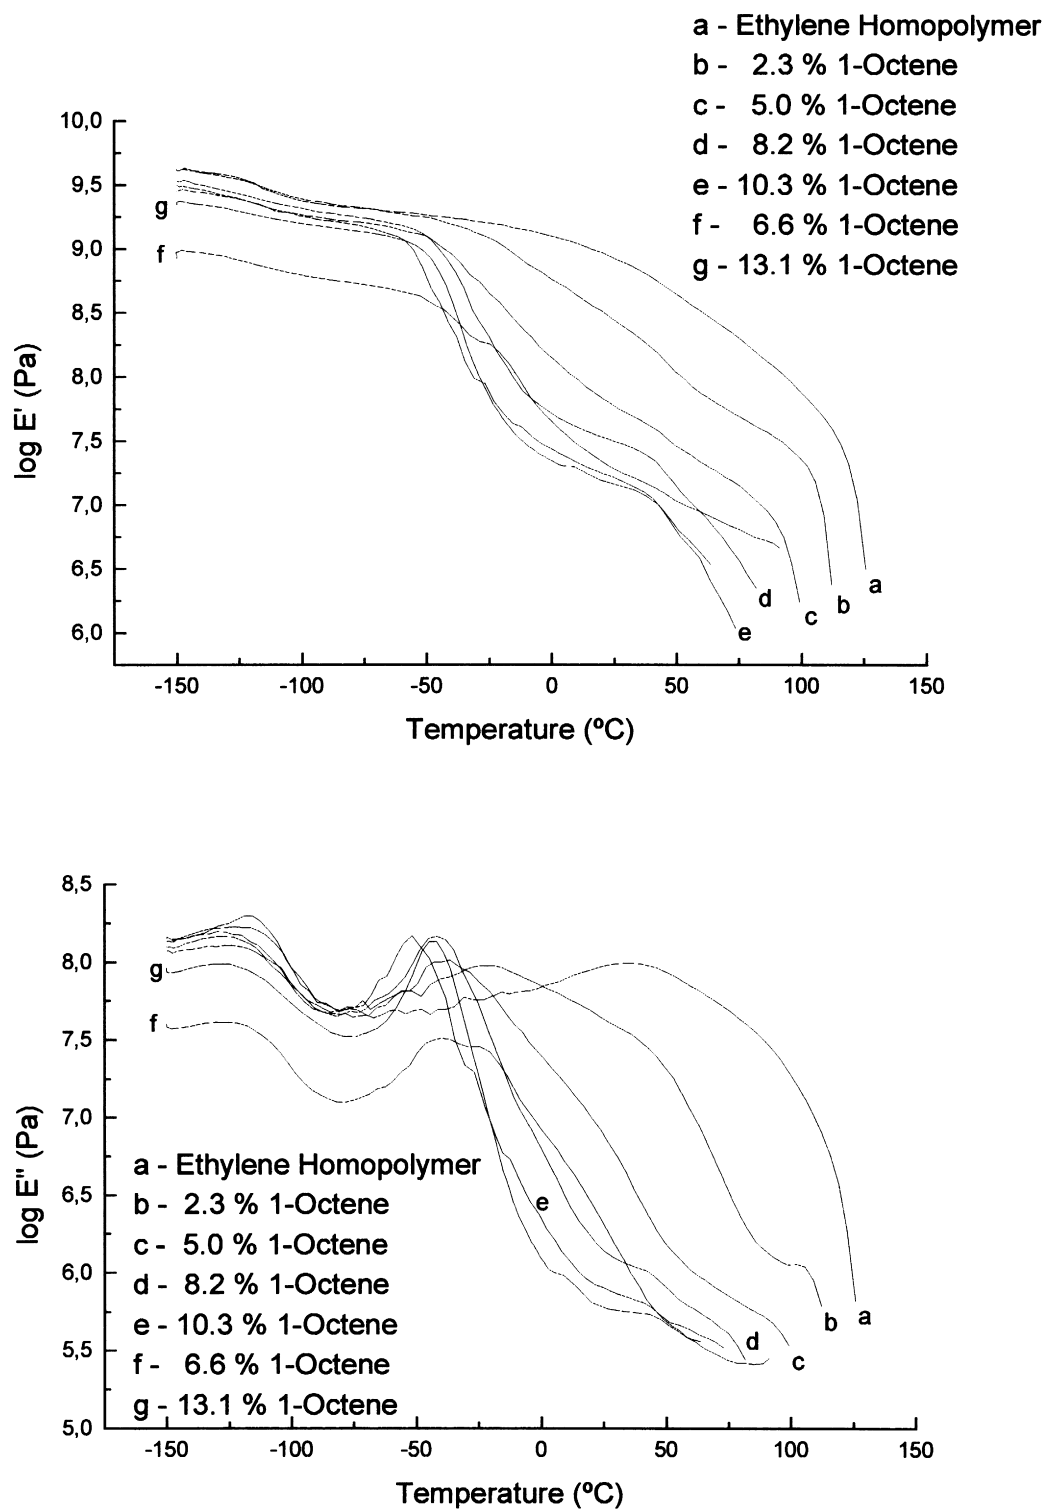 a - Ethylene Homopolymer
b - 2.3 % 1-Octene
c - 5.0 % 1-Octene
d - 8.2 % 1-Octene
e - 10.3 % 1-Octene
f - 6.6 % 1-Octene
g - 13.1 % 1-Octene
10,0
9,5
9,0
8,5
8,0
7,5
7,0
6,5
6,0
log E' (Pa)
g
f
a
b
c
d
e
-150 -100 -50 0 50 100 150
Temperature (ºC)
8,5
8,0
7,5
7,0
6,5
6,0
5,5
5,0
log E" (Pa)
g
f
e
a
b
c
d
a - Ethylene Homopolymer
b - 2.3 % 1-Octene
c - 5.0 % 1-Octene
d - 8.2 % 1-Octene
e - 10.3 % 1-Octene
f - 6.6 % 1-Octene
g - 13.1 % 1-Octene
-150 -100 -50 0 50 100 150
Temperature (ºC)